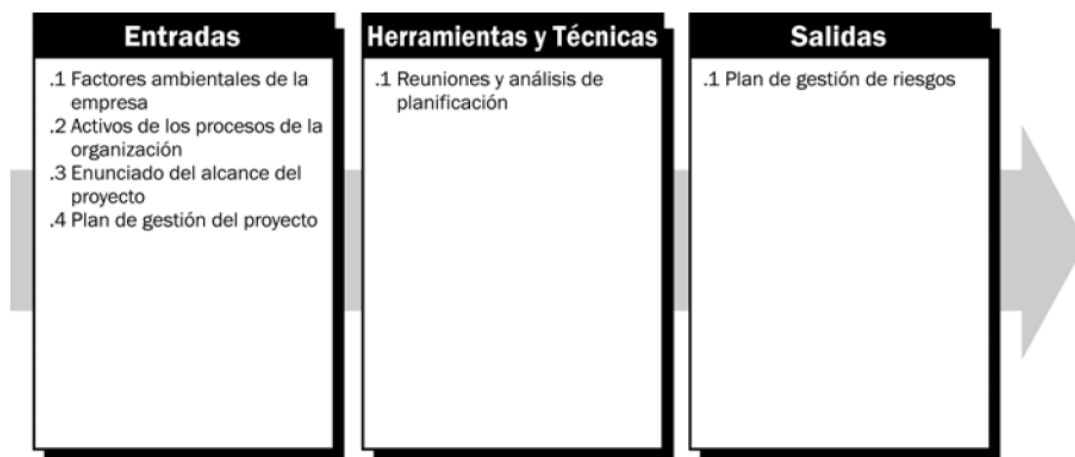 Entradas
.1 Factores ambientales de la
empresa
.2 Activos de los procesos de la
organización
.3 Enunciado del alcance del
proyecto
.4 Plan de gestión del proyecto
Herramientas y Técnicas
.1 Reuniones y análisis de
planificación
Salidas
.1 Plan de gestión de riesgos